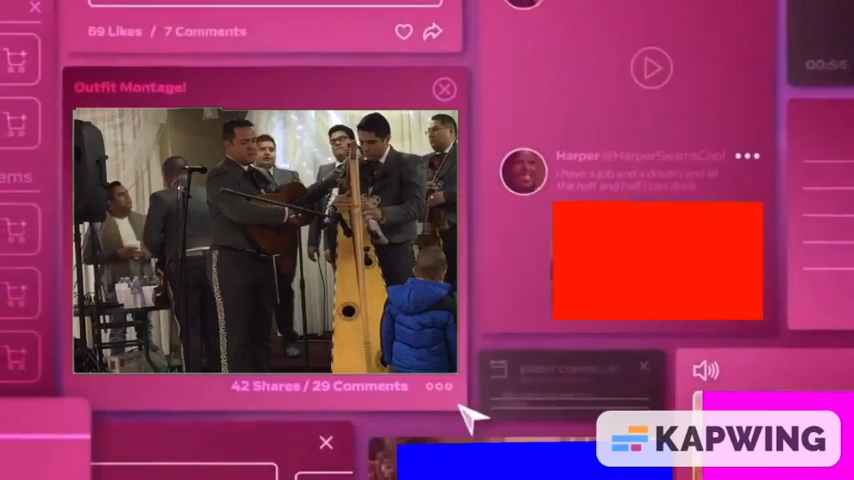 69 Likes / 7 Comments
Outfit Montage!
00:56
Harper @HarperSwamsCool
i have a job and a dream and all
the half and half i can drink
42 Shares / 29 Comments
KAPWING